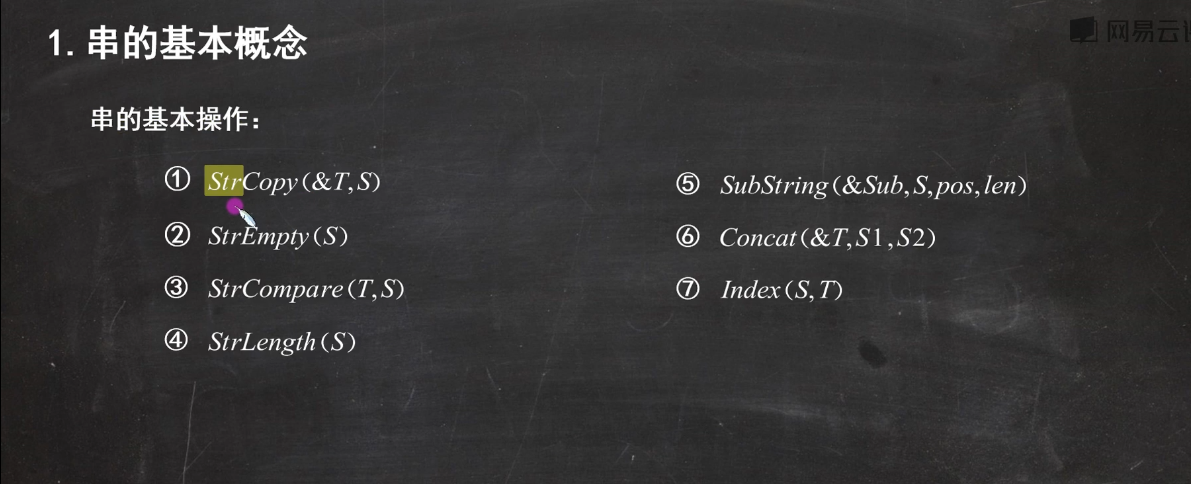 1. 串的基本概念
网易云
串的基本操作：
① StrCopy(&T,S)
② StrEmpty(S)
③ StrCompare(T,S)
④ StrLength(S)
⑤ SubString(&Sub,S,pos,len)
⑥ Concat(&T,S1,S2)
⑦ Index(S,T)